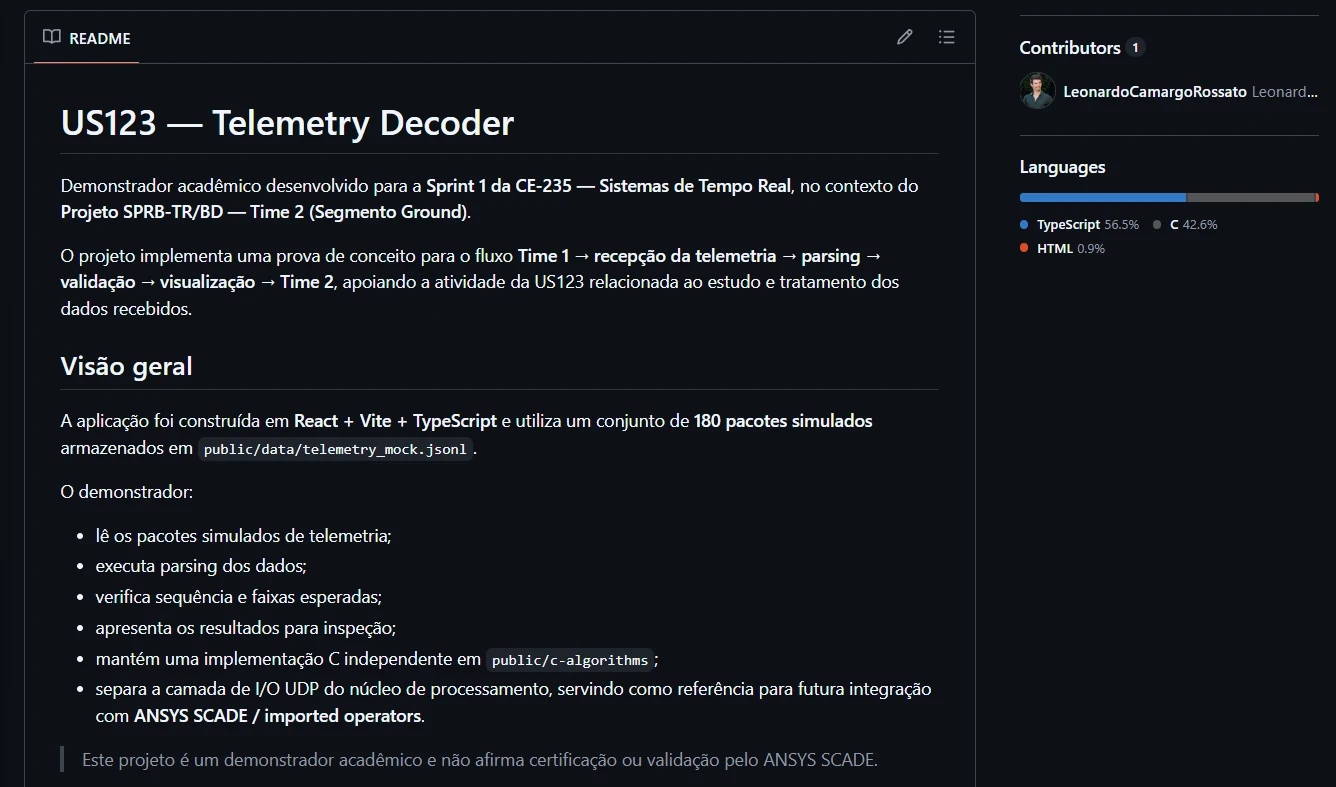 README
US123 — Telemetry Decoder
Demonstrador acadêmico desenvolvido para a Sprint 1 da CE-235 — Sistemas de Tempo Real, no contexto do
Projeto SPRB-TR/BD — Time 2 (Segmento Ground).
O projeto implementa uma prova de conceito para o fluxo Time 1 → recepção da telemetria → parsing →
validação → visualização → Time 2, apoiando a atividade da US123 relacionada ao estudo e tratamento dos
dados recebidos.
Visão geral
A aplicação foi construída em React + Vite + TypeScript e utiliza um conjunto de 180 pacotes simulados
armazenados em public/data/telemetry_mock.jsonl.
O demonstrador:
• lê os pacotes simulados de telemetria;
• executa parsing dos dados;
• verifica sequência e faixas esperadas;
• apresenta os resultados para inspeção;
• mantém uma implementação C independente em public/c-algorithms;
• separa a camada de I/O UDP do núcleo de processamento, servindo como referência para futura integração
com ANSYS SCADE / imported operators.
Este projeto é um demonstrador acadêmico e não afirma certificação ou validação pelo ANSYS SCADE.
Contributors 1
LeonardoCamargoRossato Leonard...
Languages
TypeScript 56.5% C 42.6%
HTML 0.9%